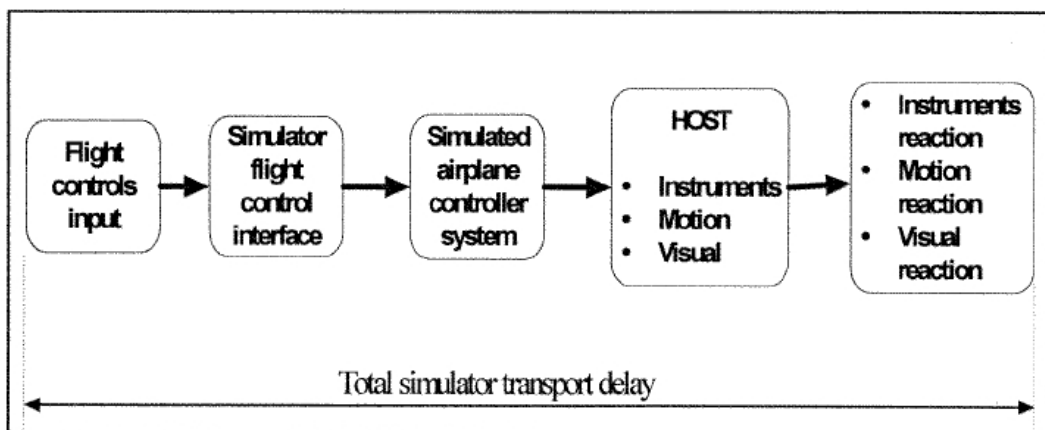 Flight
controls
input
Simulator
flight
control
interface
Simulated
airplane
controller
system
HOST
• Instruments
• Motion
• Visual
• Instruments
reaction
• Motion
reaction
• Visual
reaction
Total simulator transport delay